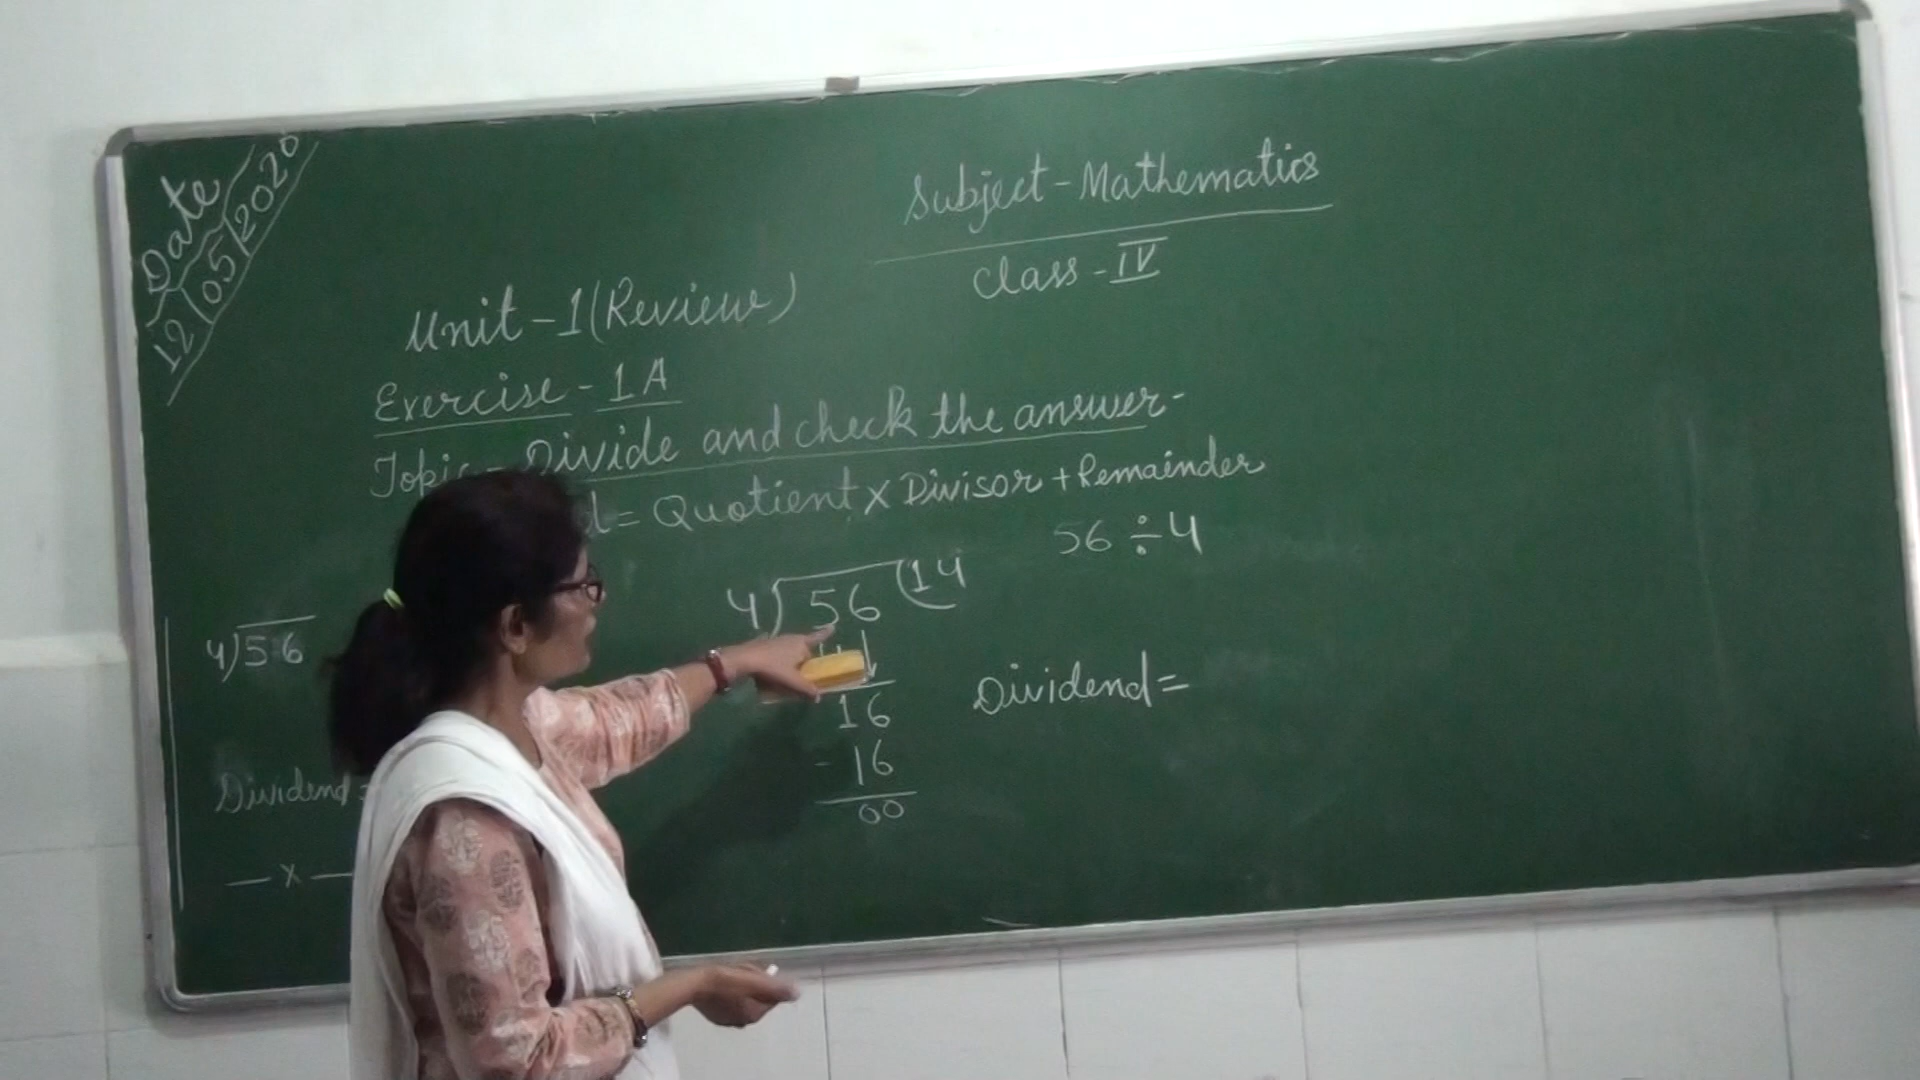 Date
12/05/2020
Subject-Mathematics
Class-IV
Unit-1(Review)
Exercise-1A
Topic-Divide and check the answer-
d=Quotient x Divisor+Remainder
56÷4
4)56(14
16
-16
00
Dividend=
4)56
Dividend=
—x—